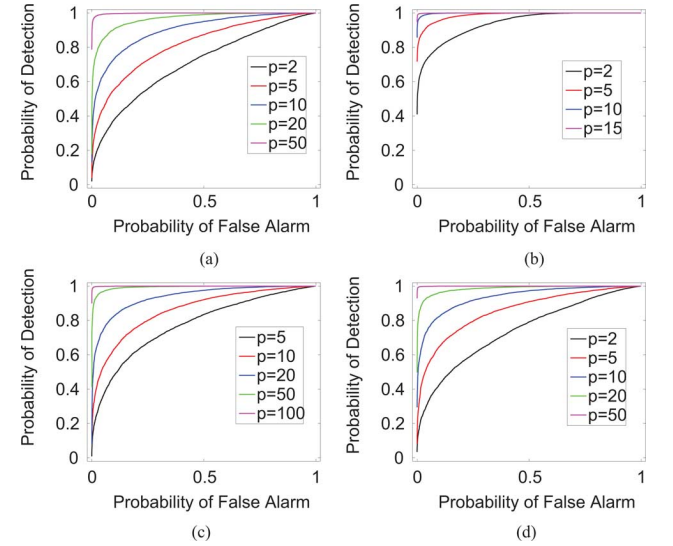 Probability of Detection
1
0.8
0.6
0.4
0.2
0
p=2
p=5
p=10
p=20
p=50
0
0.5
1
Probability of False Alarm
(a)
Probability of Detection
1
0.8
0.6
0.4
0.2
0
p=2
p=5
p=10
p=15
0
0.5
1
Probability of False Alarm
(b)
Probability of Detection
1
0.8
0.6
0.4
0.2
0
p=5
p=10
p=20
p=50
p=100
0
0.5
1
Probability of False Alarm
(c)
Probability of Detection
1
0.8
0.6
0.4
0.2
0
p=2
p=5
p=10
p=20
p=50
0
0.5
1
Probability of False Alarm
(d)